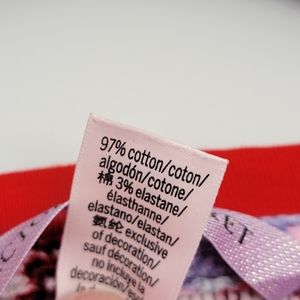 97% cotton/coton/
algodón/cotone/
棉 3% elastane/
élasthanne/
elastano/elastan/
氨纶 exclusive
of decoration/
sauf décoration/
no incluye la
decoración/